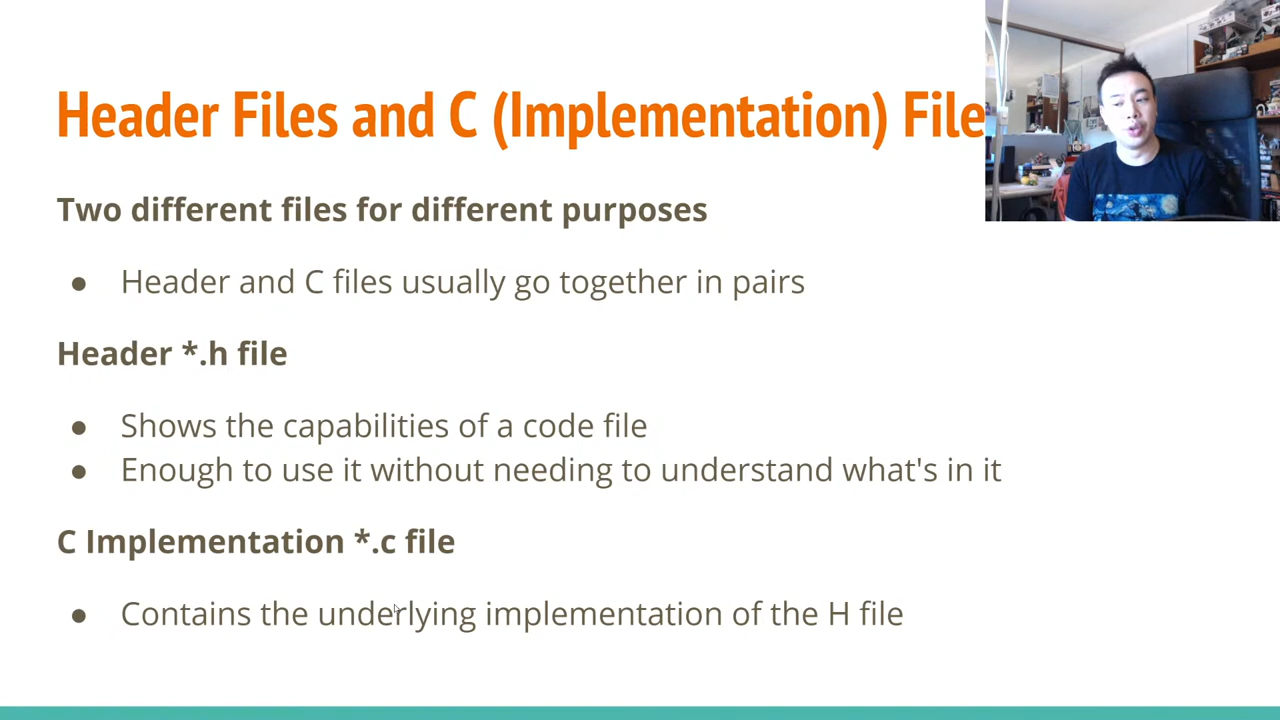 Header Files and C (Implementation) File
Two different files for different purposes
● Header and C files usually go together in pairs
Header *.h file
● Shows the capabilities of a code file
● Enough to use it without needing to understand what's in it
C Implementation *.c file
● Contains the underlying implementation of the H file